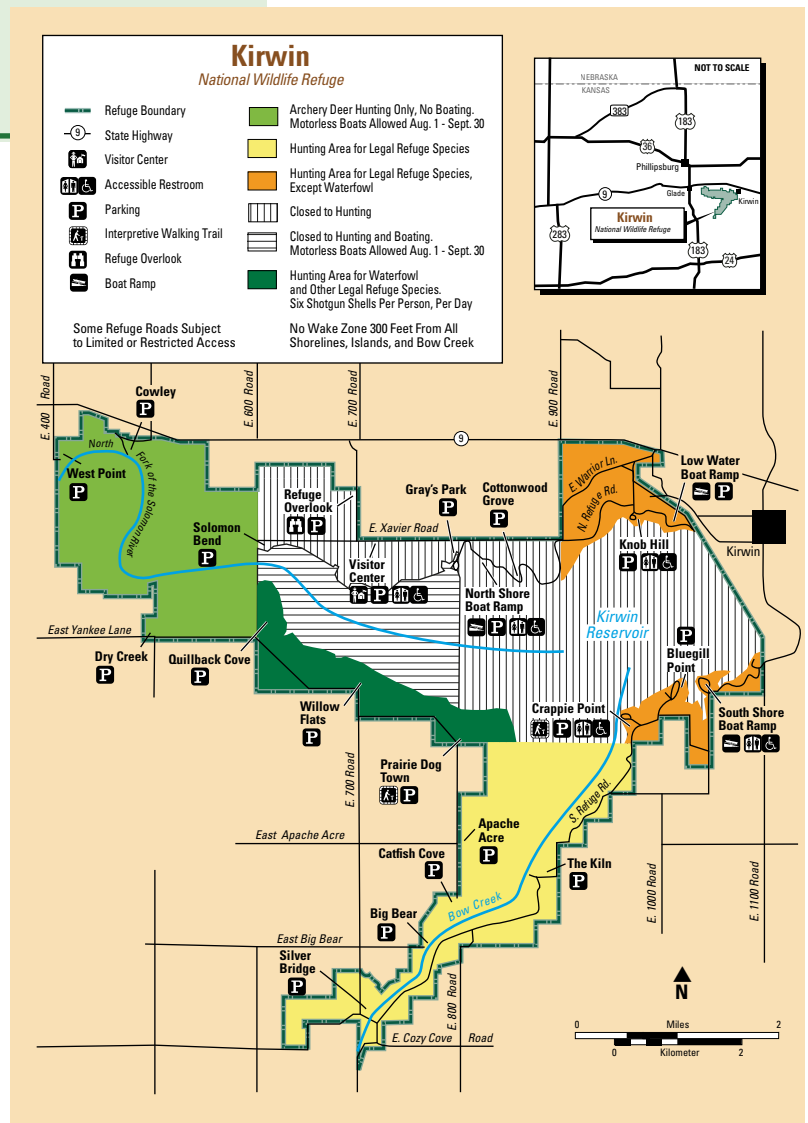 Kirwin
National Wildlife Refuge
Refuge Boundary
9
State Highway
Visitor Center
Accessible Restroom
P
Parking
Interpretive Walking Trail
Refuge Overlook
Boat Ramp
Archery Deer Hunting Only, No Boating.
Motorless Boats Allowed Aug. 1 - Sept. 30
Hunting Area for Legal Refuge Species
Hunting Area for Legal Refuge Species,
Except Waterfowl
Closed to Hunting
Closed to Hunting and Boating.
Motorless Boats Allowed Aug. 1 - Sept. 30
Hunting Area for Waterfowl
and Other Legal Refuge Species.
Six Shotgun Shells Per Person, Per Day
Some Refuge Roads Subject
to Limited or Restricted Access
No Wake Zone 300 Feet From All
Shorelines, Islands, and Bow Creek
NOT TO SCALE
NEBRASKA
KANSAS
383
183
36
Phillipsburg
9
Glade
Kirwin
Kirwin
National Wildlife Refuge
283
183
24
E. 400 Road
Cowley
P
E. 600 Road
E. 700 Road
E. 900 Road
9
North
Fork of the Solomon River
West Point
P
Solomon
Bend
P
Refuge
Overlook
P
E. Xavier Road
Gray's Park
P
Cottonwood
Grove
P
E. Warrior Ln.
N. Refuge Rd.
Low Water
Boat Ramp
P
Kirwin
Knob Hill
P
Visitor
Center
P
North Shore
Boat Ramp
P
Kirwin
Reservoir
P
Bluegill
Point
East Yankee Lane
Dry Creek
P
Quillback Cove
P
Willow
Flats
P
Crappie Point
P
South Shore
Boat Ramp
Prairie Dog
Town
P
E. 700 Road
S. Refuge Rd.
East Apache Acre
Apache
Acre
P
Catfish Cove
P
The Kiln
P
Bow Creek
Big Bear
P
East Big Bear
Silver
Bridge
P
E. 800 Road
E. Cozy Cove Road
E. 1000 Road
E. 1100 Road
N
0 Miles 2
0 Kilometer 2